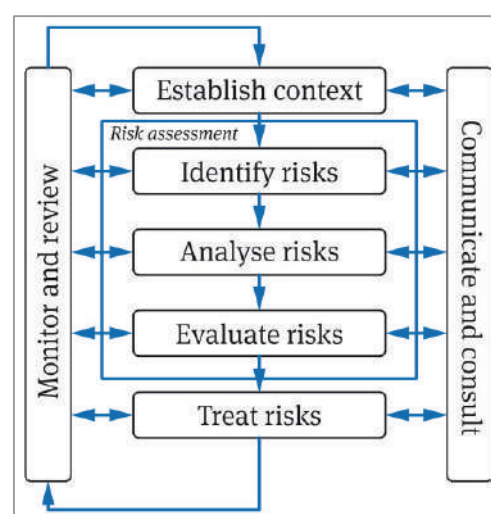 Establish context
Risk assessment
Identify risks
Analyse risks
Evaluate risks
Treat risks
Monitor and review
Communicate and consult